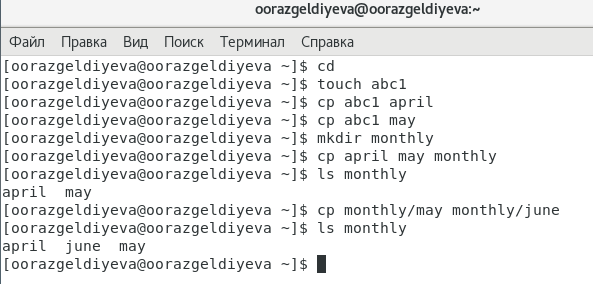 oorazgeldiyeva@oorazgeldiyeva:~
Файл Правка Вид Поиск Терминал Справка
[oorazgeldiyeva@oorazgeldiyeva ~]$ cd
[oorazgeldiyeva@oorazgeldiyeva ~]$ touch abc1
[oorazgeldiyeva@oorazgeldiyeva ~]$ cp abc1 april
[oorazgeldiyeva@oorazgeldiyeva ~]$ cp abc1 may
[oorazgeldiyeva@oorazgeldiyeva ~]$ mkdir monthly
[oorazgeldiyeva@oorazgeldiyeva ~]$ cp april may monthly
[oorazgeldiyeva@oorazgeldiyeva ~]$ ls monthly
april  may
[oorazgeldiyeva@oorazgeldiyeva ~]$ cp monthly/may monthly/june
[oorazgeldiyeva@oorazgeldiyeva ~]$ ls monthly
april  june  may
[oorazgeldiyeva@oorazgeldiyeva ~]$